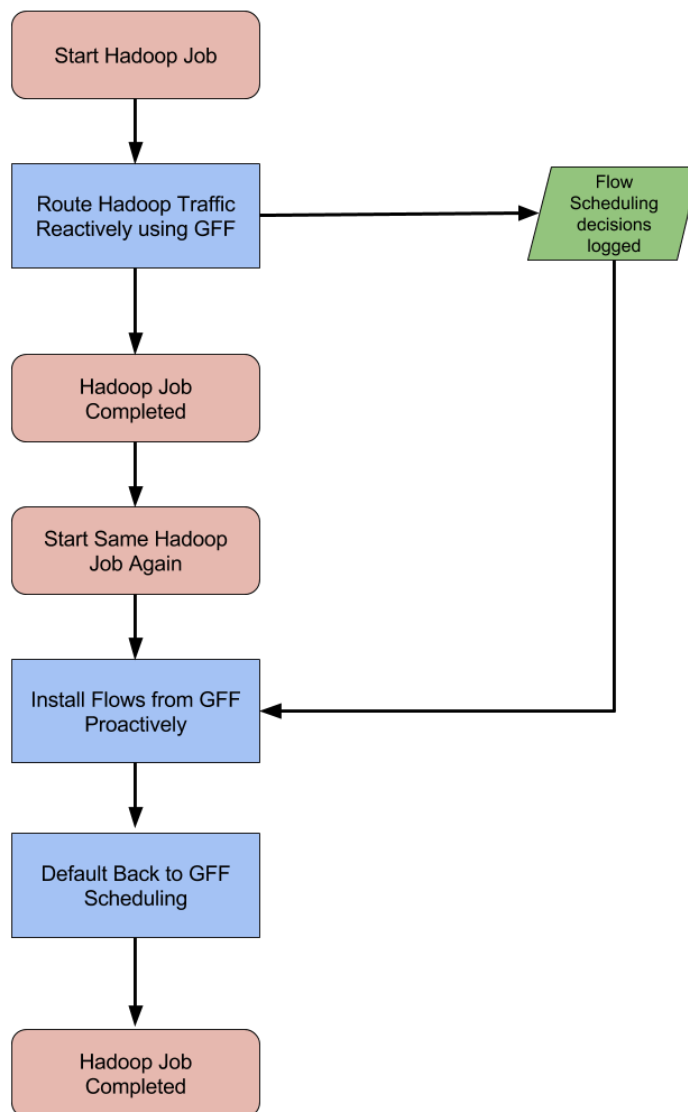 Start Hadoop Job
Route Hadoop Traffic
Reactively using GFF
Flow
Scheduling
decisions
logged
Hadoop Job
Completed
Start Same Hadoop
Job Again
Install Flows from GFF
Proactively
Default Back to GFF
Scheduling
Hadoop Job
Completed